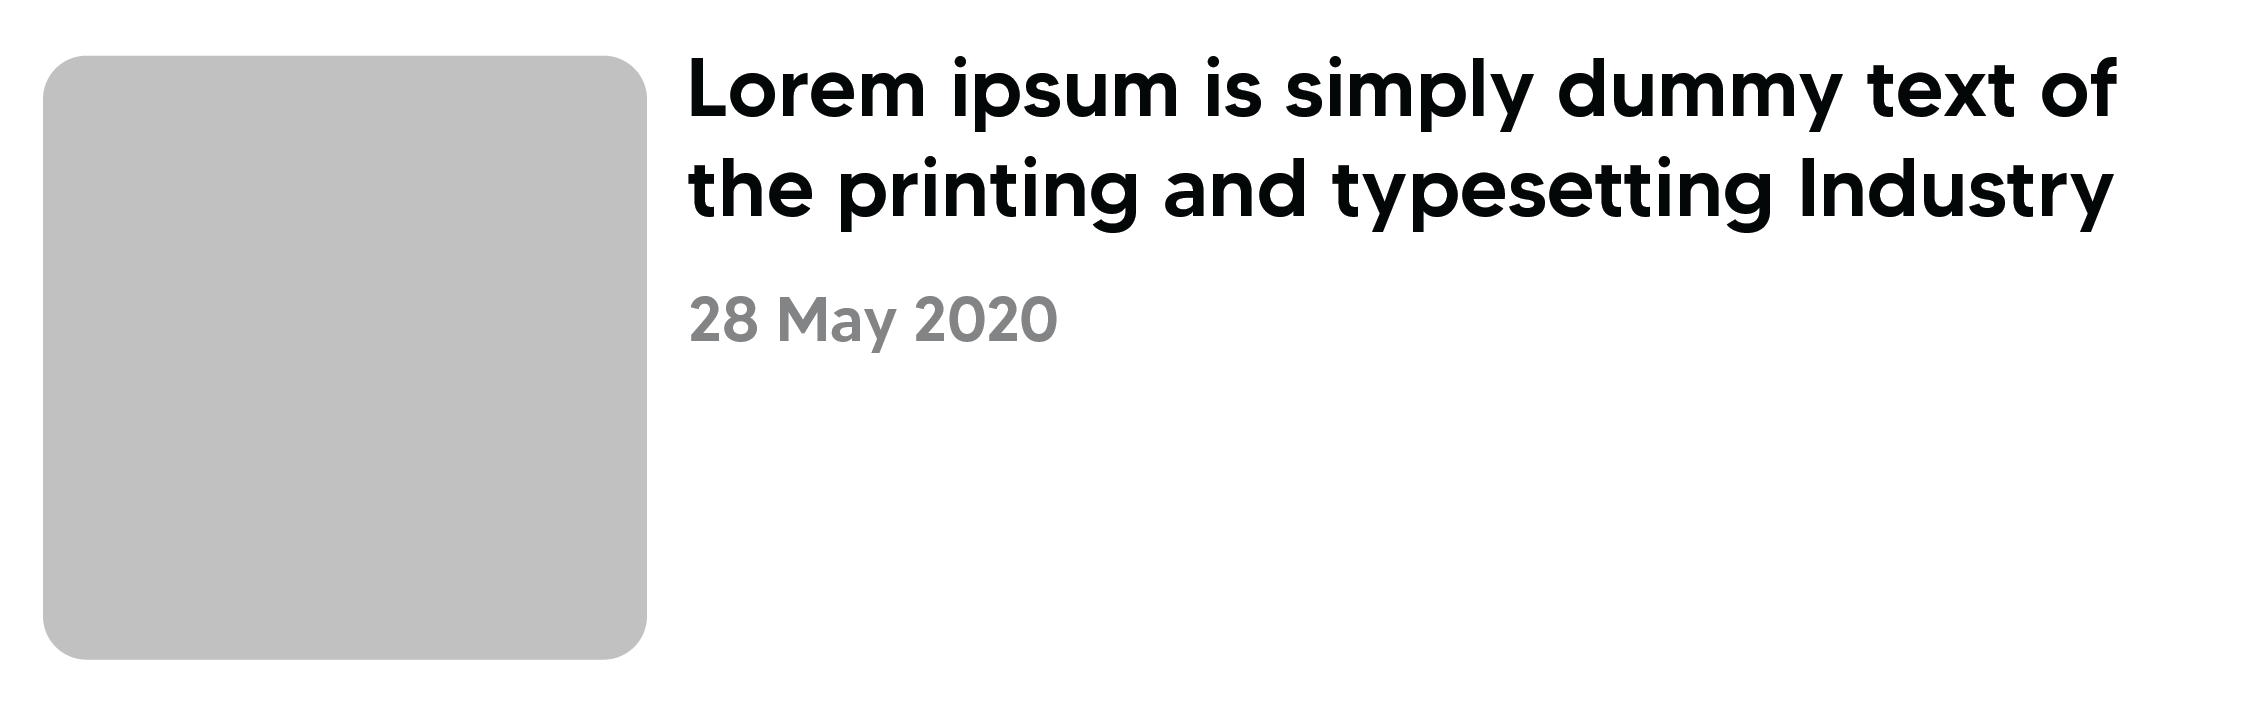 Lorem ipsum is simply dummy text of
the printing and typesetting Industry
28 May 2020